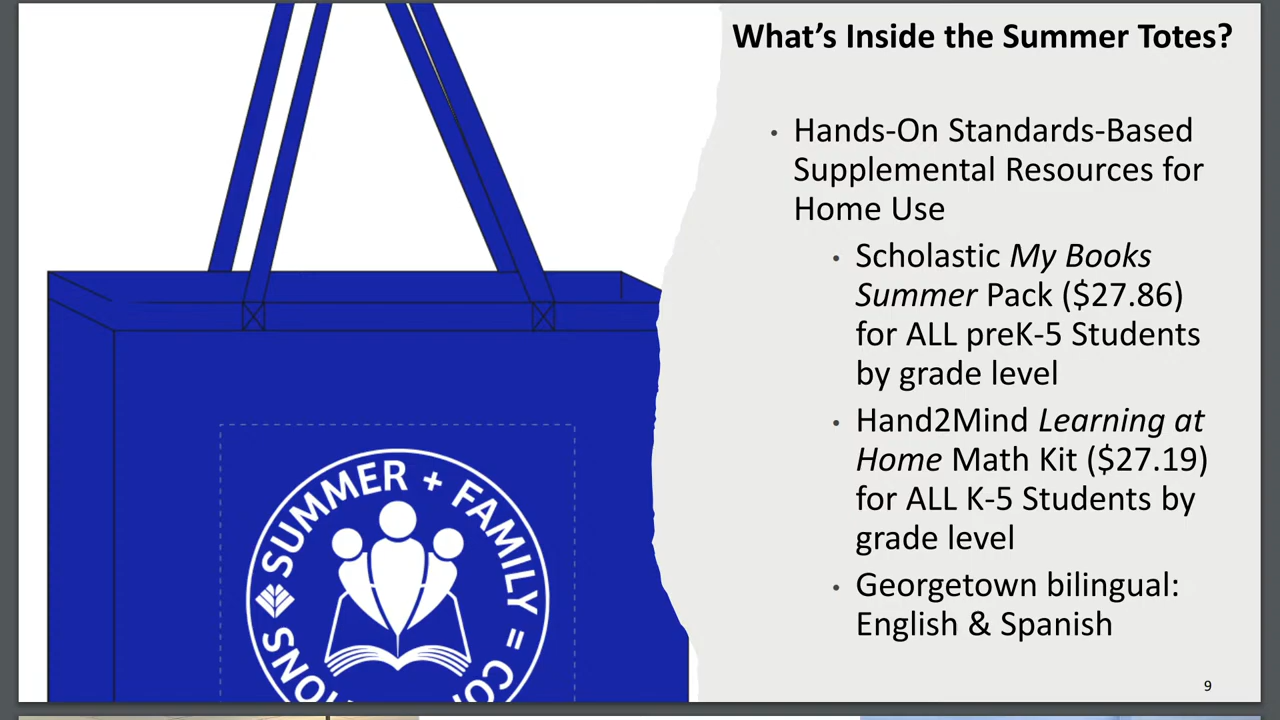 What's Inside the Summer Totes?
• Hands-On Standards-Based
Supplemental Resources for
Home Use
• Scholastic My Books
Summer Pack ($27.86)
for ALL preK-5 Students
by grade level
• Hand2Mind Learning at
Home Math Kit ($27.19)
for ALL K-5 Students by
grade level
• Georgetown bilingual:
English & Spanish
SUMMER + FAMILY =
9